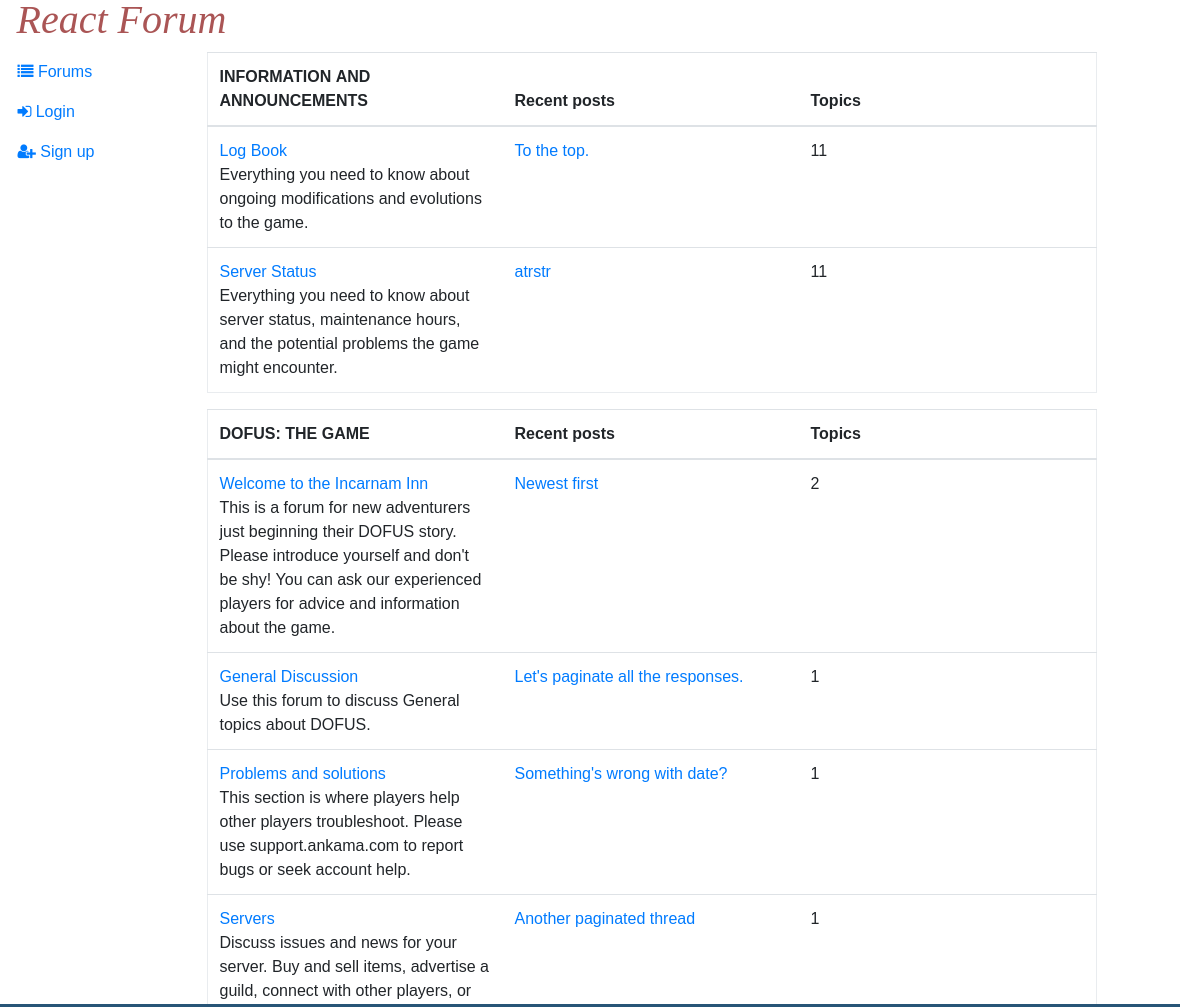 React Forum
Forums
Login
Sign up
INFORMATION AND
ANNOUNCEMENTS
Recent posts
Topics
Log Book
To the top.
11
Everything you need to know about
ongoing modifications and evolutions
to the game.
Server Status
atrstr
11
Everything you need to know about
server status, maintenance hours,
and the potential problems the game
might encounter.
DOFUS: THE GAME
Recent posts
Topics
Welcome to the Incarnam Inn
Newest first
2
This is a forum for new adventurers
just beginning their DOFUS story.
Please introduce yourself and don't
be shy! You can ask our experienced
players for advice and information
about the game.
General Discussion
Let's paginate all the responses.
1
Use this forum to discuss General
topics about DOFUS.
Problems and solutions
Something's wrong with date?
1
This section is where players help
other players troubleshoot. Please
use support.ankama.com to report
bugs or seek account help.
Servers
Another paginated thread
1
Discuss issues and news for your
server. Buy and sell items, advertise a
guild, connect with other players, or